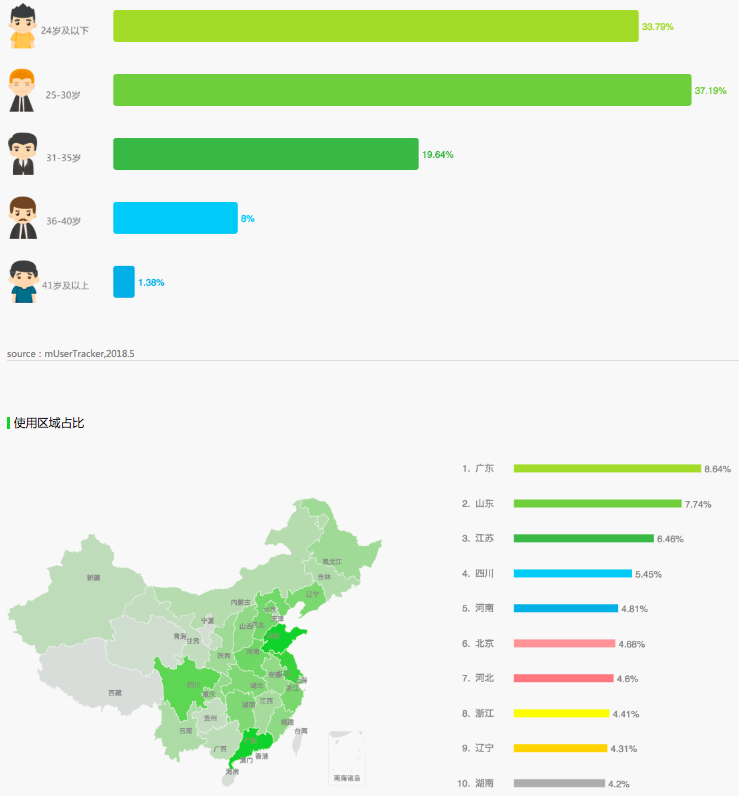 24岁及以下
33.79%
25-30岁
37.19%
31-35岁
19.64%
36-40岁
8%
41岁及以上
1.38%
source：mUserTracker,2018.5
使用区域占比
1. 广东 8.64%
2. 山东 7.74%
3. 江苏 6.46%
4. 四川 5.45%
5. 河南 4.81%
6. 北京 4.68%
7. 河北 4.6%
8. 浙江 4.41%
9. 辽宁 4.31%
10. 湖南 4.2%
黑龙江
吉林
新疆
辽宁
内蒙古
北京
天津
宁夏
山西
河北
青海
甘肃
陕西
河南
四川
安徽
上海
西藏
重庆
湖北
浙江
湖南
江西
贵州
福建
云南
台湾
广西
香港
澳门
海南
南海诸岛